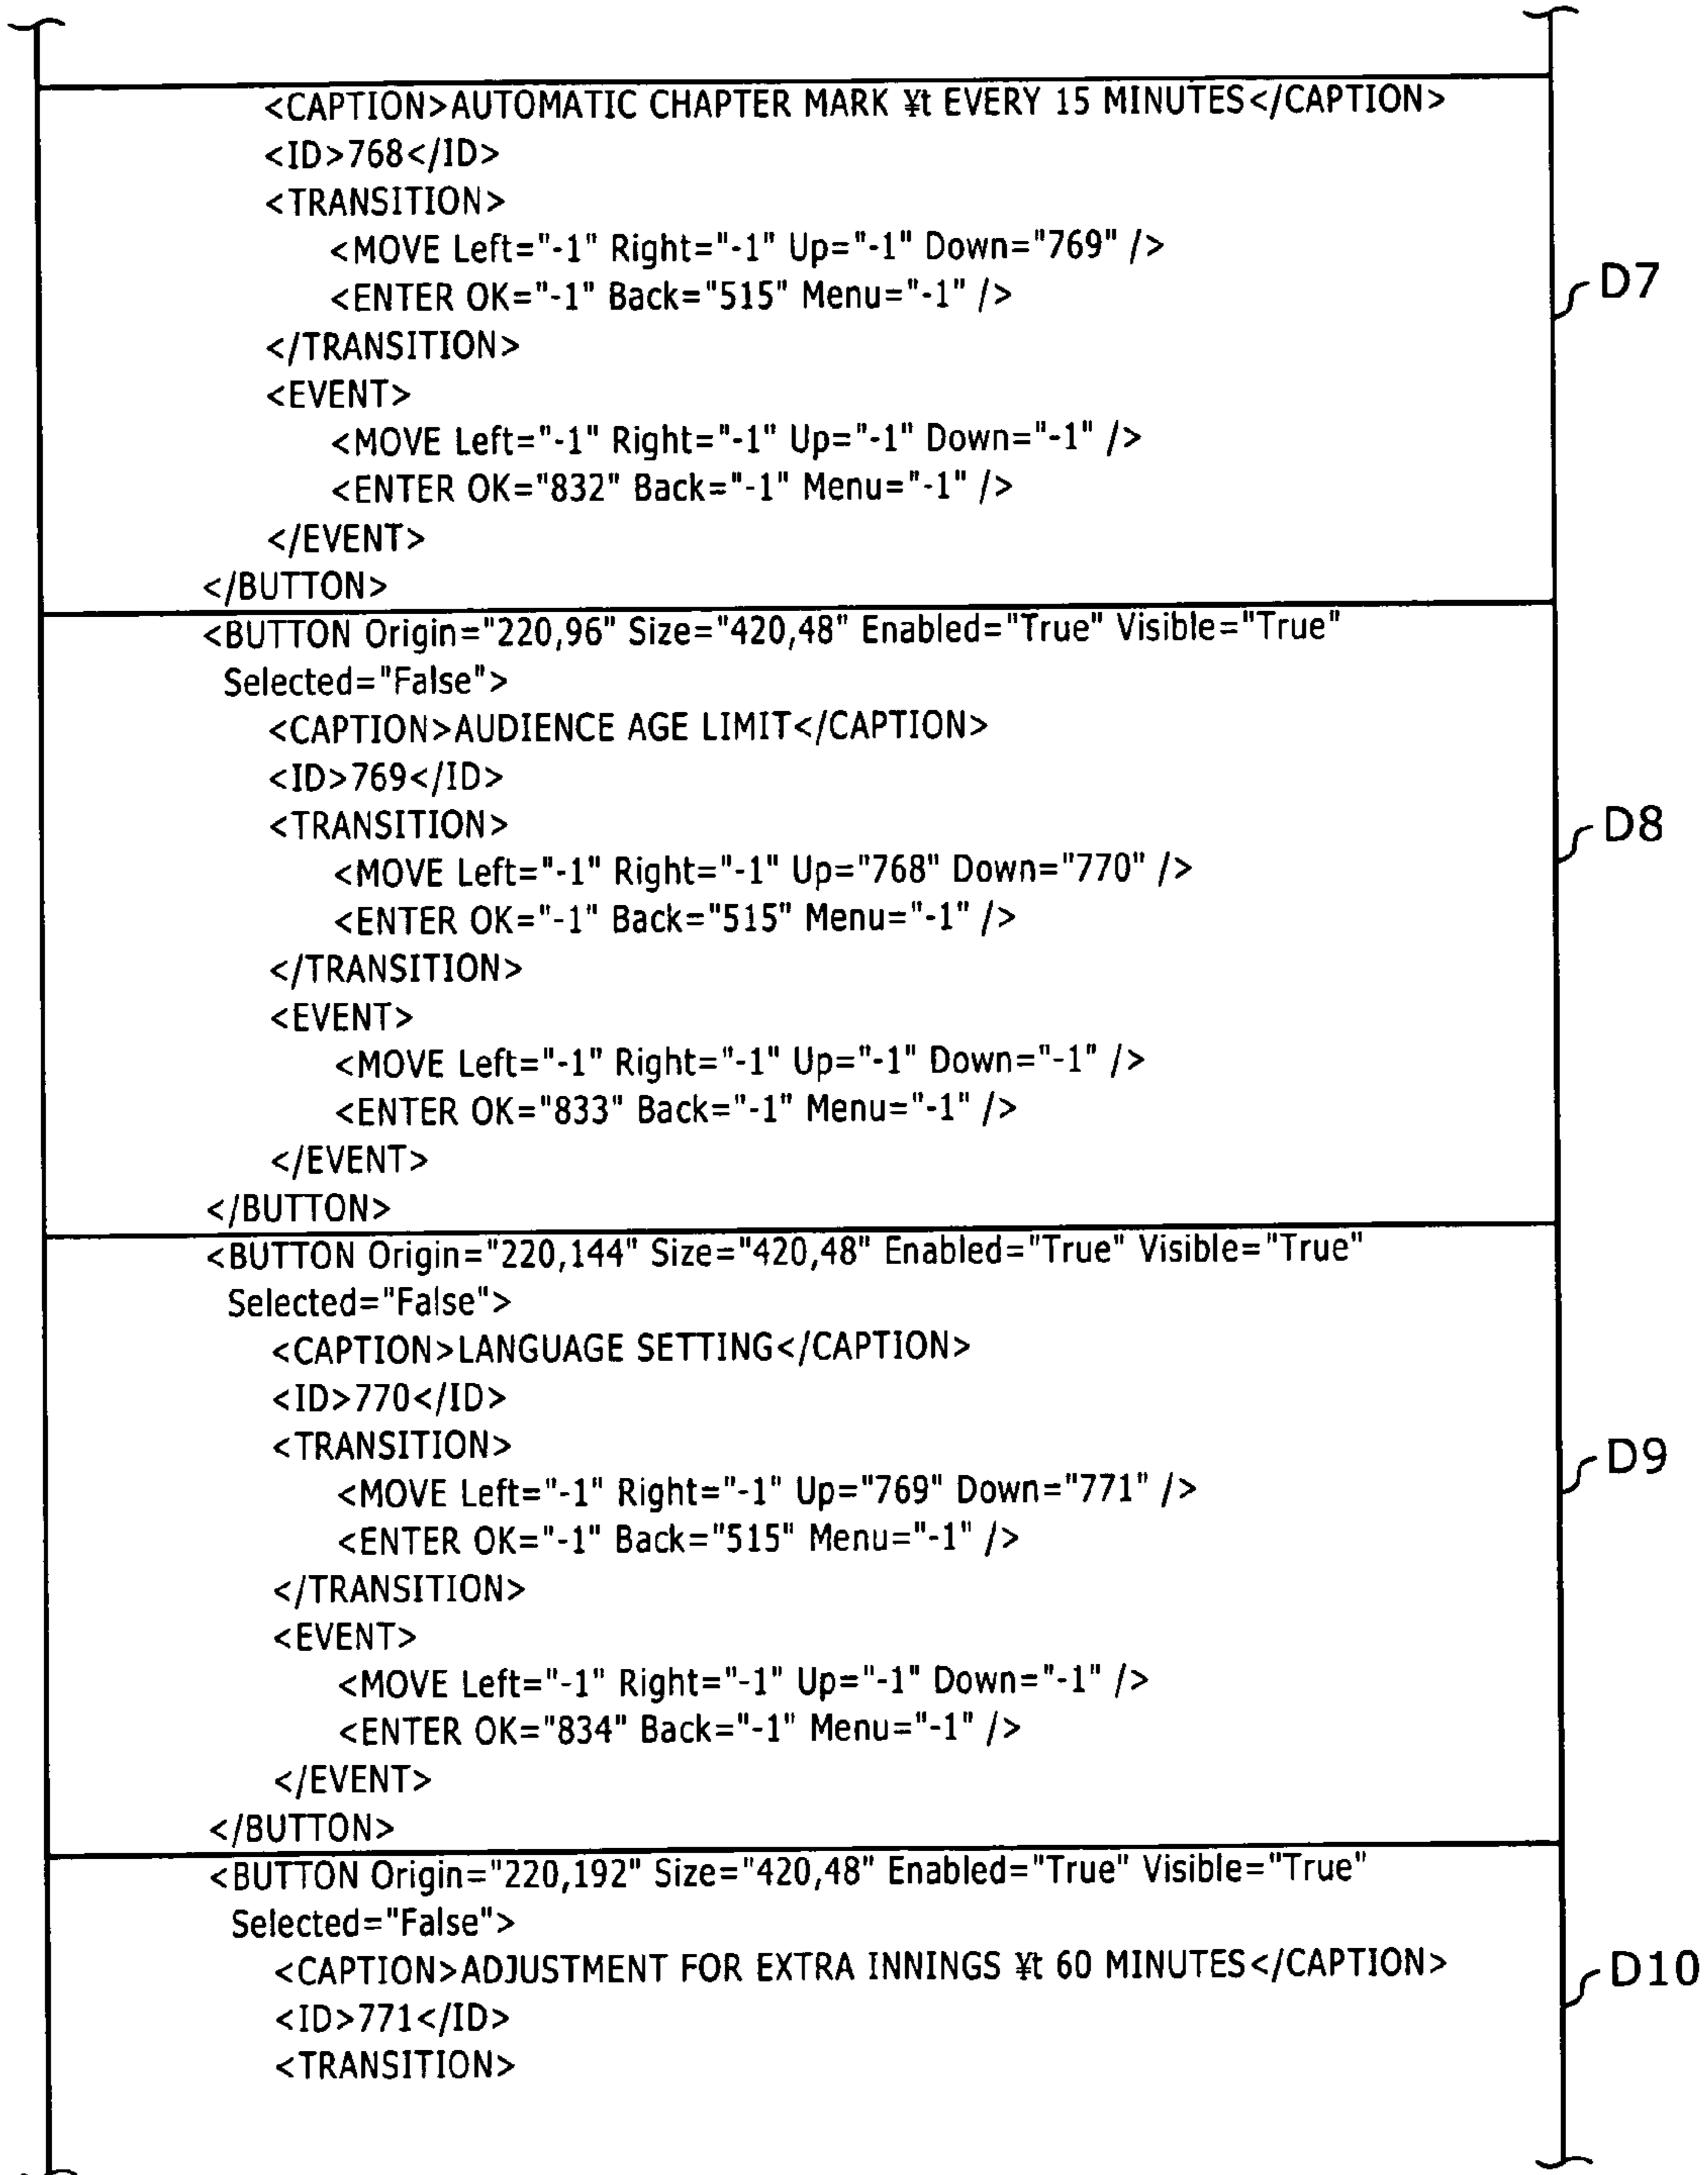 <CAPTION>AUTOMATIC CHAPTER MARK ¥t EVERY 15 MINUTES</CAPTION>
<ID>768</ID>
<TRANSITION>
<MOVE Left="-1" Right="-1" Up="-1" Down="769" />
<ENTER OK="-1" Back="515" Menu="-1" />
</TRANSITION>
<EVENT>
<MOVE Left="-1" Right="-1" Up="-1" Down="-1" />
<ENTER OK="832" Back="-1" Menu="-1" />
</EVENT>
</BUTTON>
D7
<BUTTON Origin="220,96" Size="420,48" Enabled="True" Visible="True"
Selected="False">
<CAPTION>AUDIENCE AGE LIMIT</CAPTION>
<ID>769</ID>
<TRANSITION>
<MOVE Left="-1" Right="-1" Up="768" Down="770" />
<ENTER OK="-1" Back="515" Menu="-1" />
</TRANSITION>
<EVENT>
<MOVE Left="-1" Right="-1" Up="-1" Down="-1" />
<ENTER OK="833" Back="-1" Menu="-1" />
</EVENT>
</BUTTON>
D8
<BUTTON Origin="220,144" Size="420,48" Enabled="True" Visible="True"
Selected="False">
<CAPTION>LANGUAGE SETTING</CAPTION>
<ID>770</ID>
<TRANSITION>
<MOVE Left="-1" Right="-1" Up="769" Down="771" />
<ENTER OK="-1" Back="515" Menu="-1" />
</TRANSITION>
<EVENT>
<MOVE Left="-1" Right="-1" Up="-1" Down="-1" />
<ENTER OK="834" Back="-1" Menu="-1" />
</EVENT>
</BUTTON>
D9
<BUTTON Origin="220,192" Size="420,48" Enabled="True" Visible="True"
Selected="False">
<CAPTION>ADJUSTMENT FOR EXTRA INNINGS ¥t 60 MINUTES</CAPTION>
<ID>771</ID>
<TRANSITION>
D10